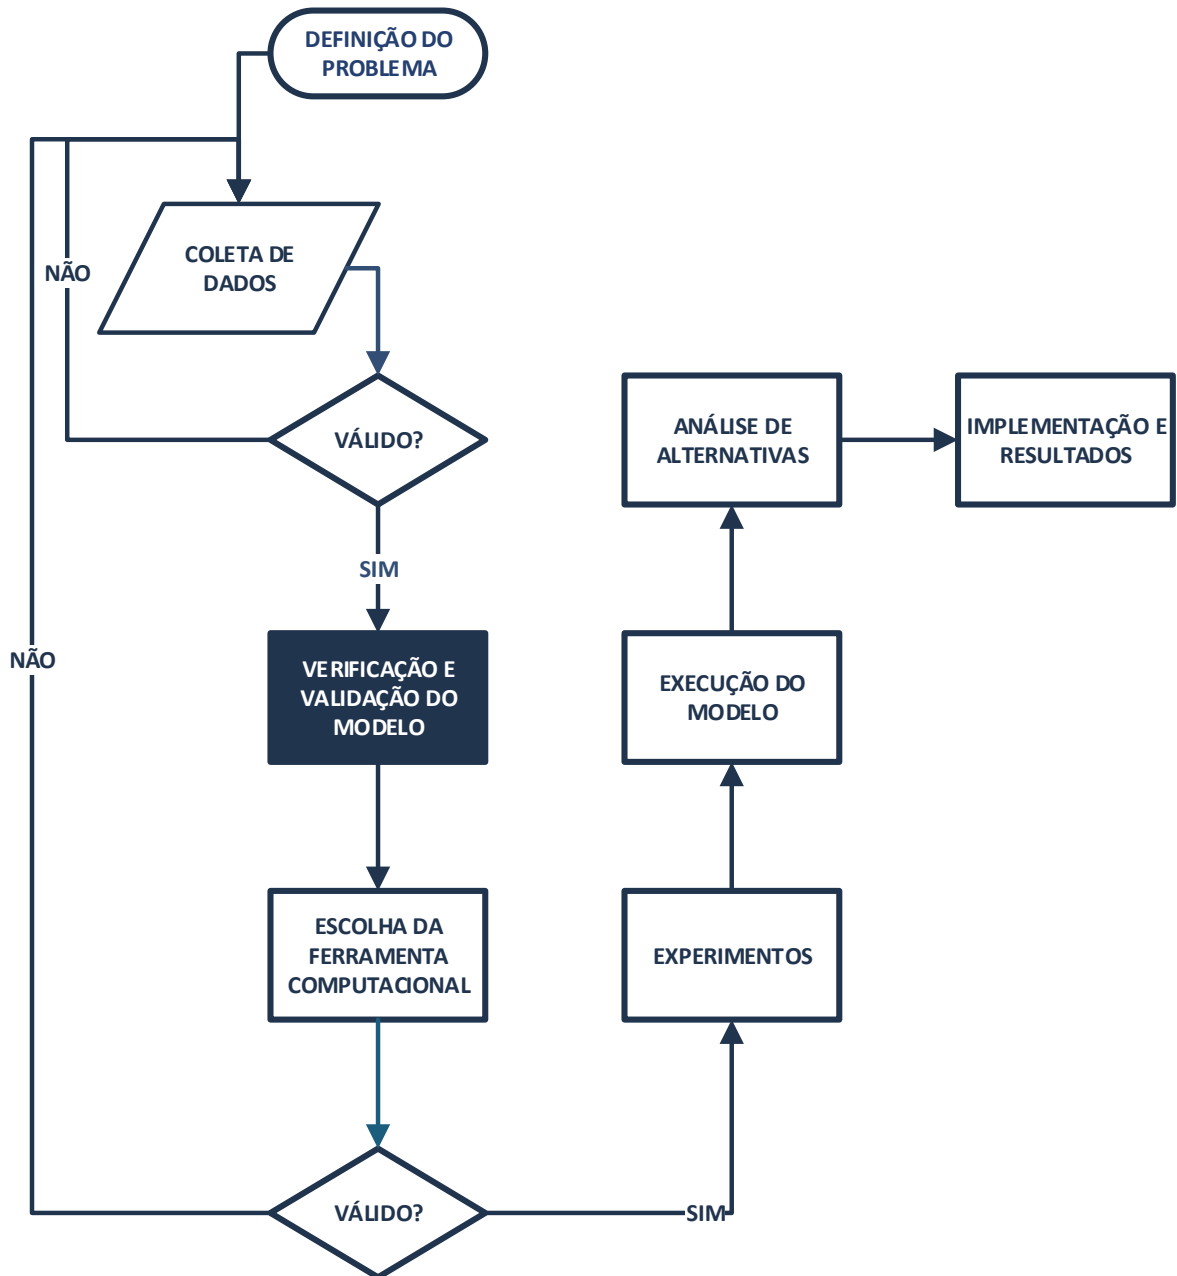 DEFINIÇÃO DO
PROBLEMA
COLETA DE
DADOS
NÃO
VÁLIDO?
SIM
VERIFICAÇÃO E
VALIDAÇÃO DO
MODELO
NÃO
ESCOLHA DA
FERRAMENTA
COMPUTACIONAL
VÁLIDO?
SIM
EXPERIMENTOS
EXECUÇÃO DO
MODELO
ANÁLISE DE
ALTERNATIVAS
IMPLEMENTAÇÃO E
RESULTADOS